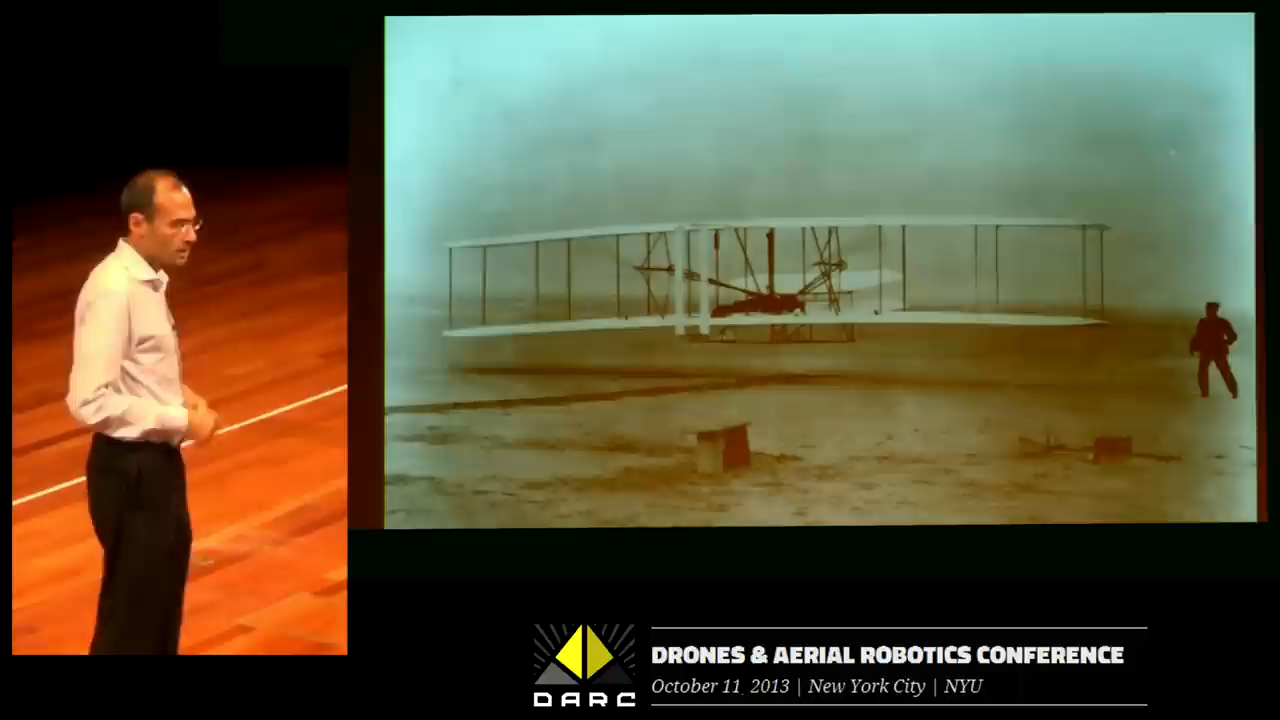 DARC
DRONES & AERIAL ROBOTICS CONFERENCE
October 11, 2013 | New York City | NYU